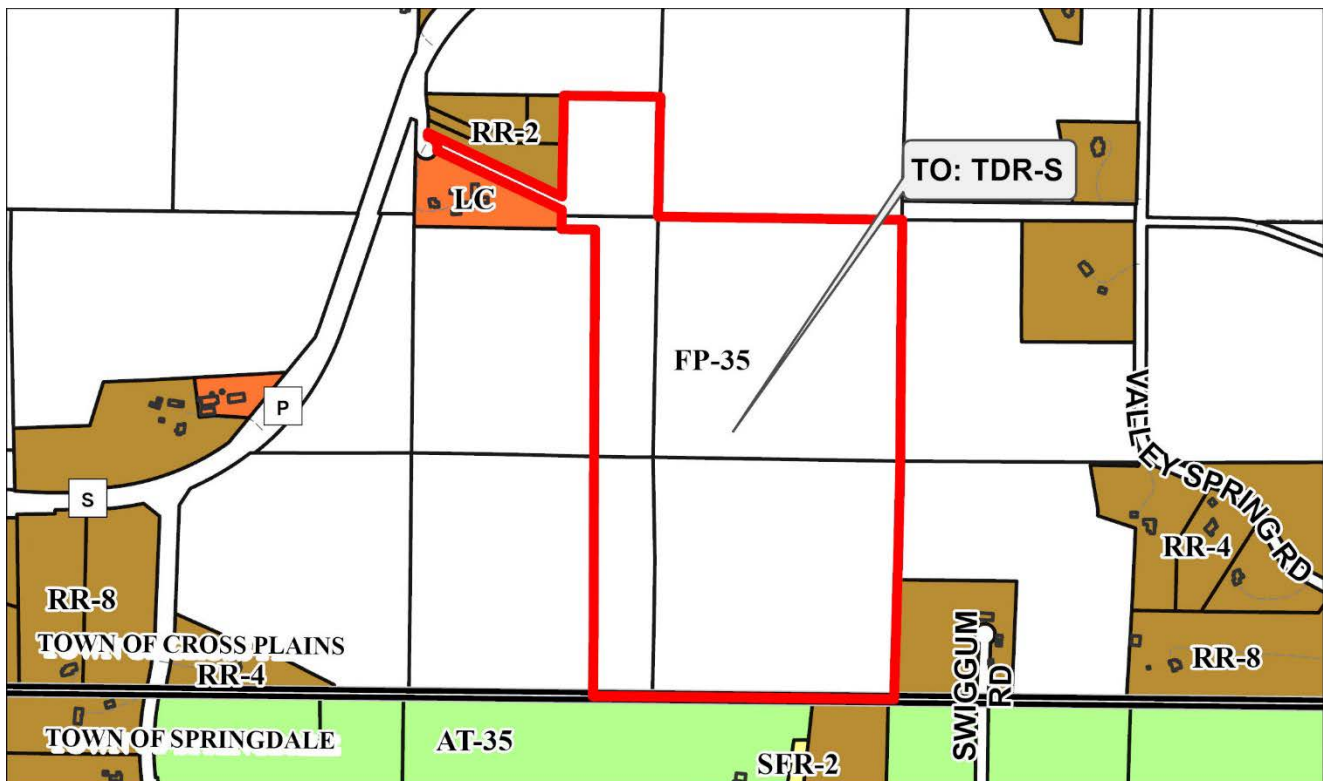 RR-2
TO: TDR-S
LC
FP-35
P
VALLEY SPRING RD
S
RR-4
RR-8
TOWN OF CROSS PLAINS
RR-4
SWIGGUM
RD
RR-8
TOWN OF SPRINGDALE
AT-35
SFR-2